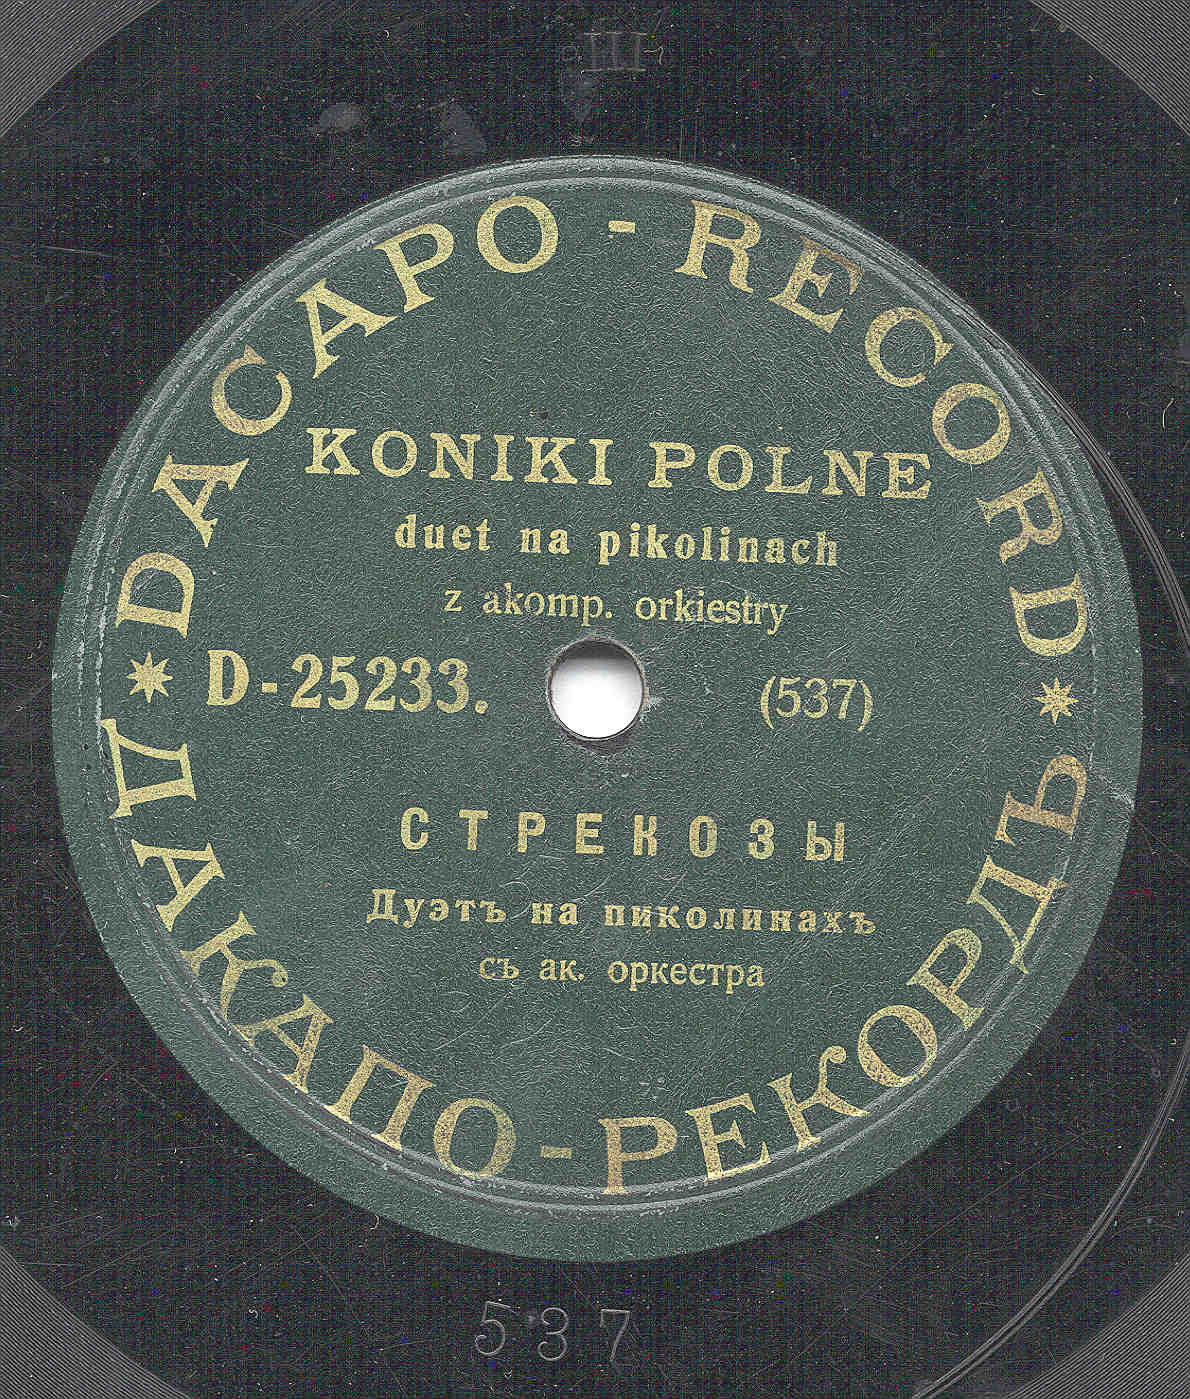 III
DACAPO - RECORD
KONIKI POLNE
duet na pikolinach
z akomp. orkiestry
D-25233. (537)
СТРЕКОЗЫ
Дуэтъ на пиколинахъ
съ ак. оркестра
ДАКАПО - РЕКОРДЪ
537